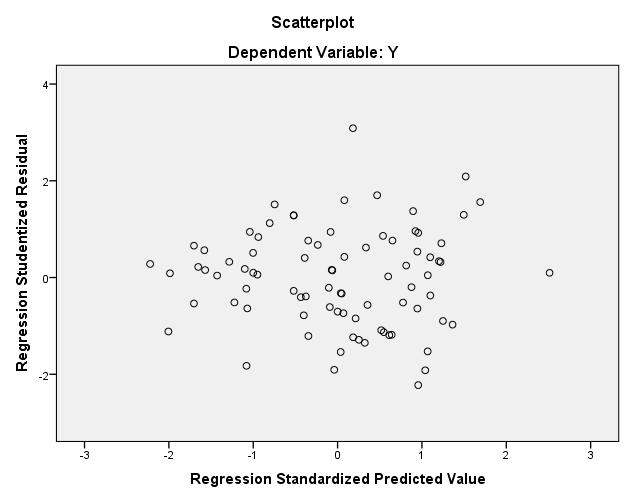 Scatterplot
Dependent Variable: Y
Regression Studentized Residual
4
2
0
-2
-3 -2 -1 0 1 2 3
Regression Standardized Predicted Value